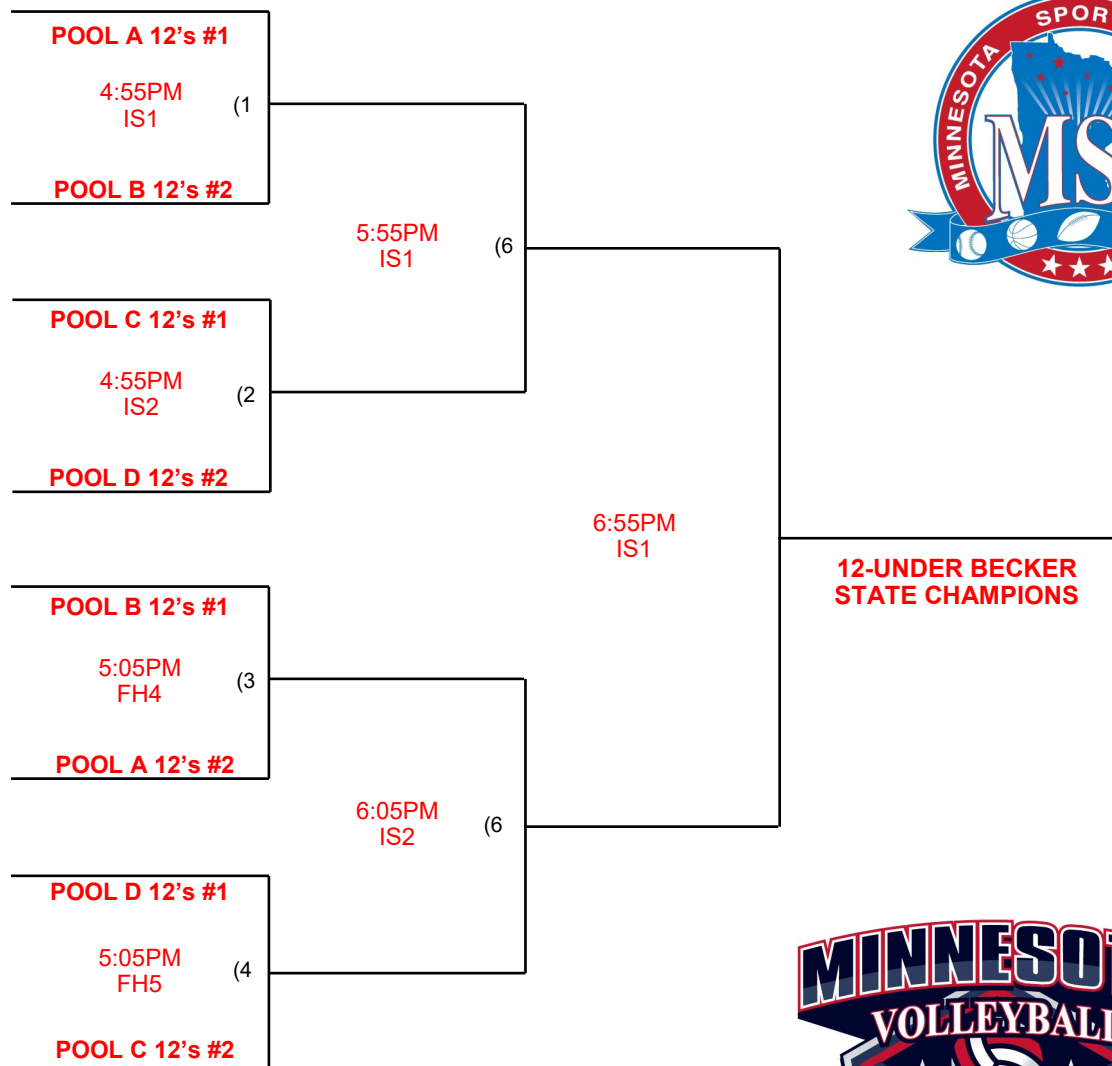 POOL A 12’s #1
4:55PM
IS1
(1
POOL B 12’s #2
5:55PM
IS1
(6
POOL C 12’s #1
4:55PM
IS2
(2
POOL D 12’s #2
6:55PM
IS1
12-UNDER BECKER
STATE CHAMPIONS
POOL B 12’s #1
5:05PM
FH4
(3
POOL A 12’s #2
6:05PM
IS2
(6
POOL D 12’s #1
5:05PM
FH5
(4
POOL C 12’s #2
MINNESOTA SPOR
MS
MINNESO
VOLLEYBALL